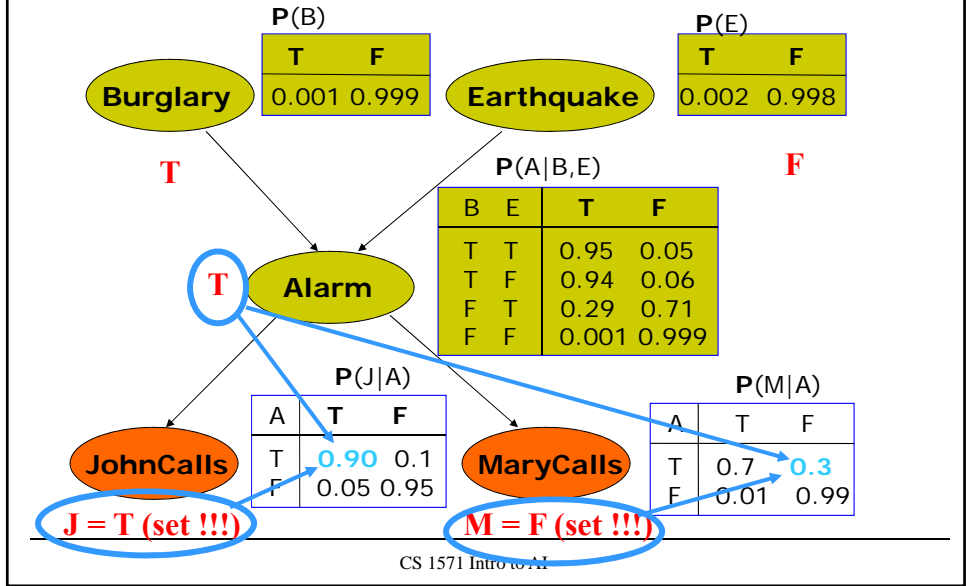 P(B)
T F
0.001 0.999
Burglary
P(E)
T F
0.002 0.998
Earthquake
T
F
P(A|B,E)
B E T F
T T 0.95 0.05
T F 0.94 0.06
F T 0.29 0.71
F F 0.001 0.999
T
Alarm
P(J|A)
A T F
T 0.90 0.1
F 0.05 0.95
JohnCalls
P(M|A)
A T F
T 0.7 0.3
F 0.01 0.99
MaryCalls
J = T (set !!!)
M = F (set !!!)
CS 1571 Intro to AI